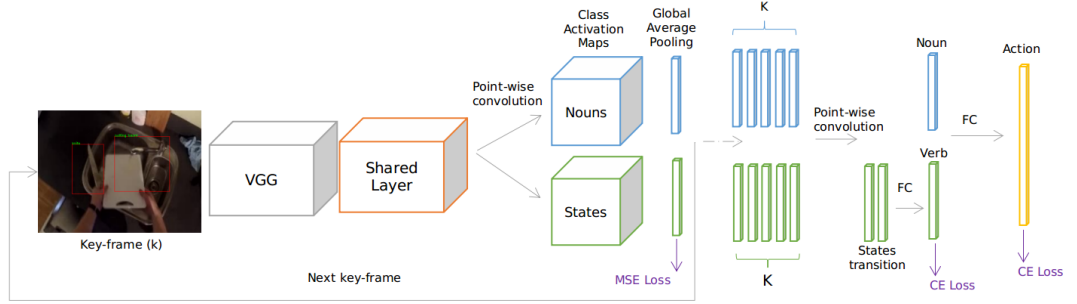 Class
Activation
Maps
Global
Average
Pooling
K
Noun
Action
Point-wise
convolution
Nouns
Point-wise
convolution
FC
VGG
Shared
Layer
Verb
FC
States
Key-frame (k)
States
transition
Next key-frame
MSE Loss
K
CE Loss
CE Loss